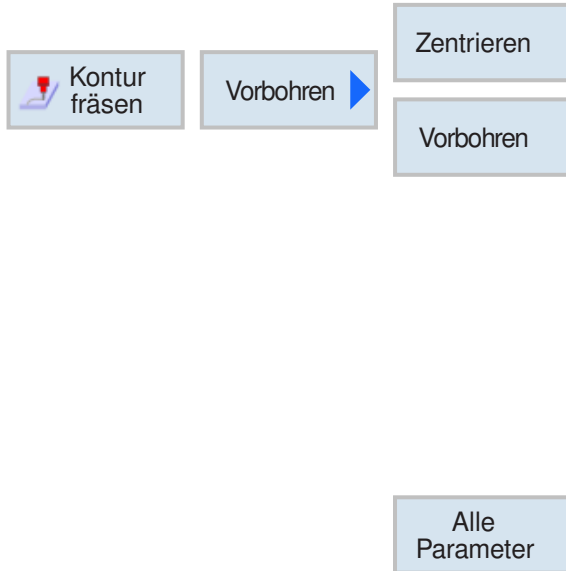 Kontur
fräsen
Vorbohren
Zentrieren
Vorbohren
Alle
Parameter